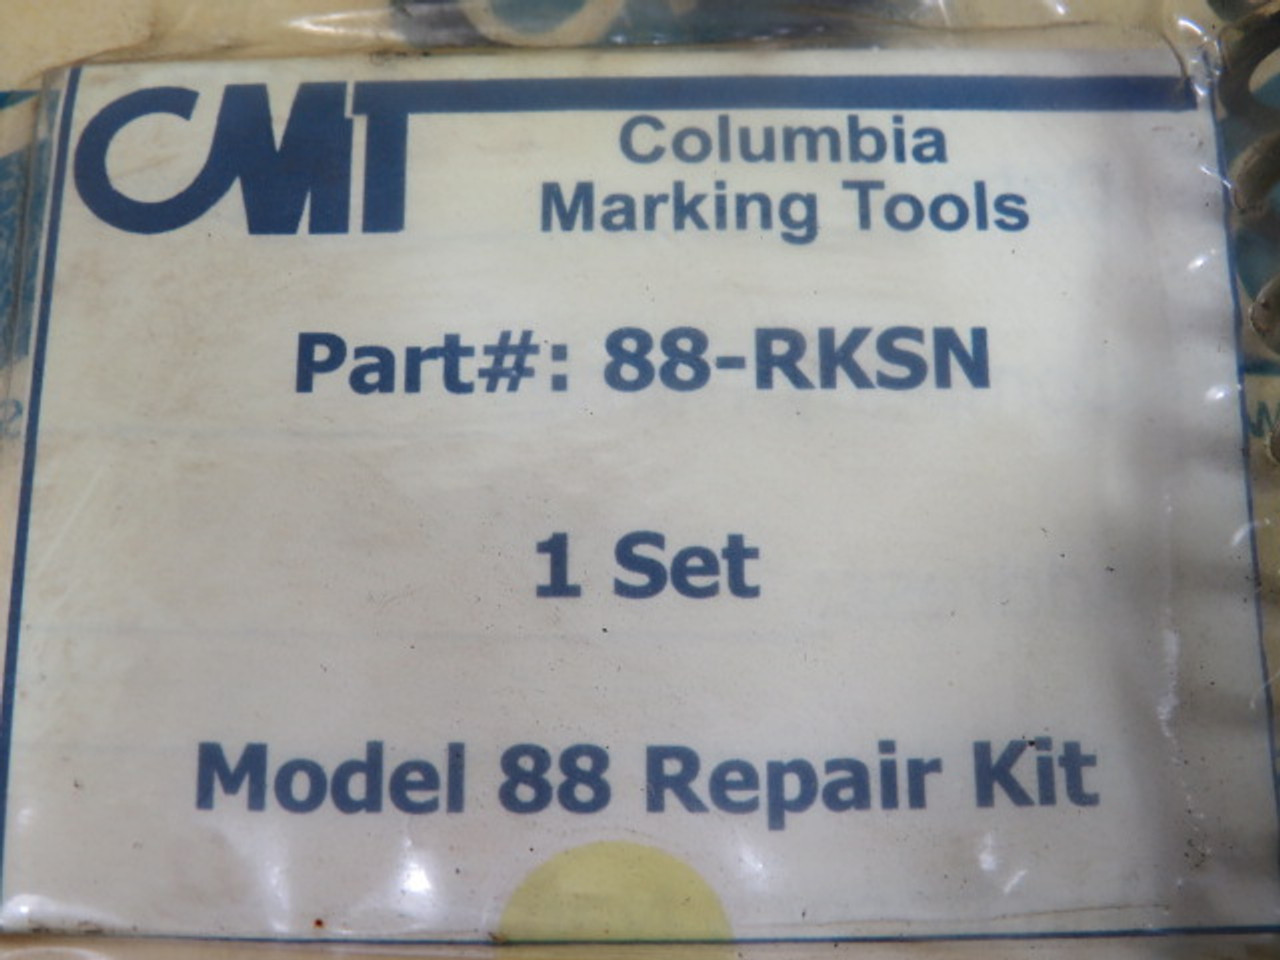 CMT
Columbia
Marking Tools
Part#: 88-RKSN
1 Set
Model 88 Repair Kit